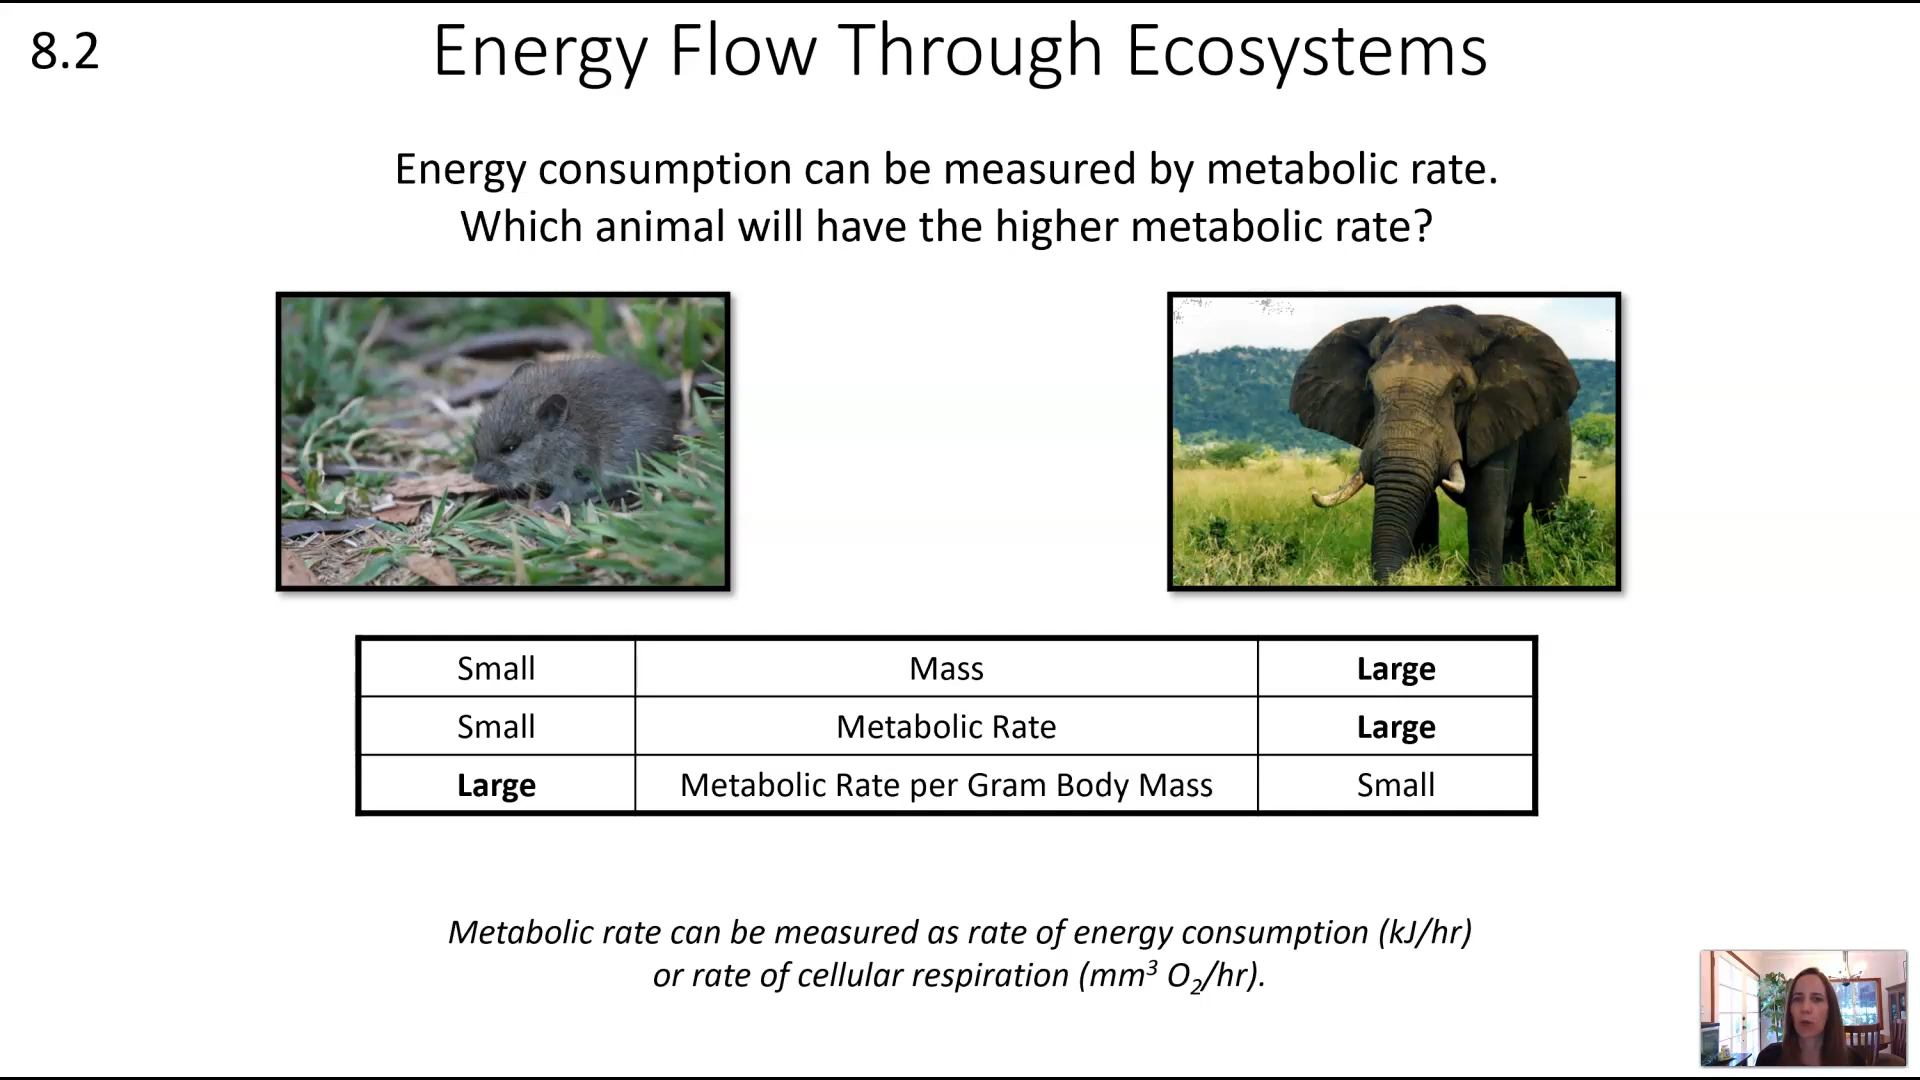 8.2
Energy Flow Through Ecosystems
Energy consumption can be measured by metabolic rate.
Which animal will have the higher metabolic rate?
Small Mass Large
Small Metabolic Rate Large
Large Metabolic Rate per Gram Body Mass Small
Metabolic rate can be measured as rate of energy consumption (kJ/hr)
or rate of cellular respiration (mm³ O₂/hr).